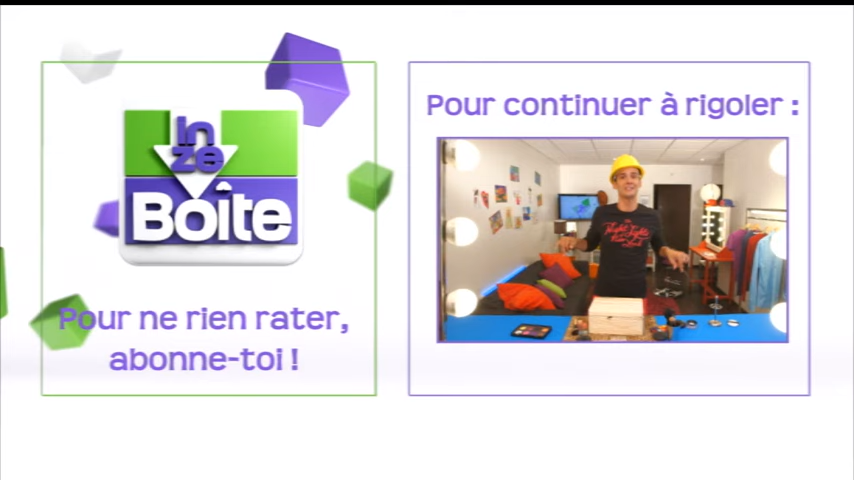 in
ze
Boîte
Pour ne rien rater,
abonne-toi !
Pour continuer à rigoler :